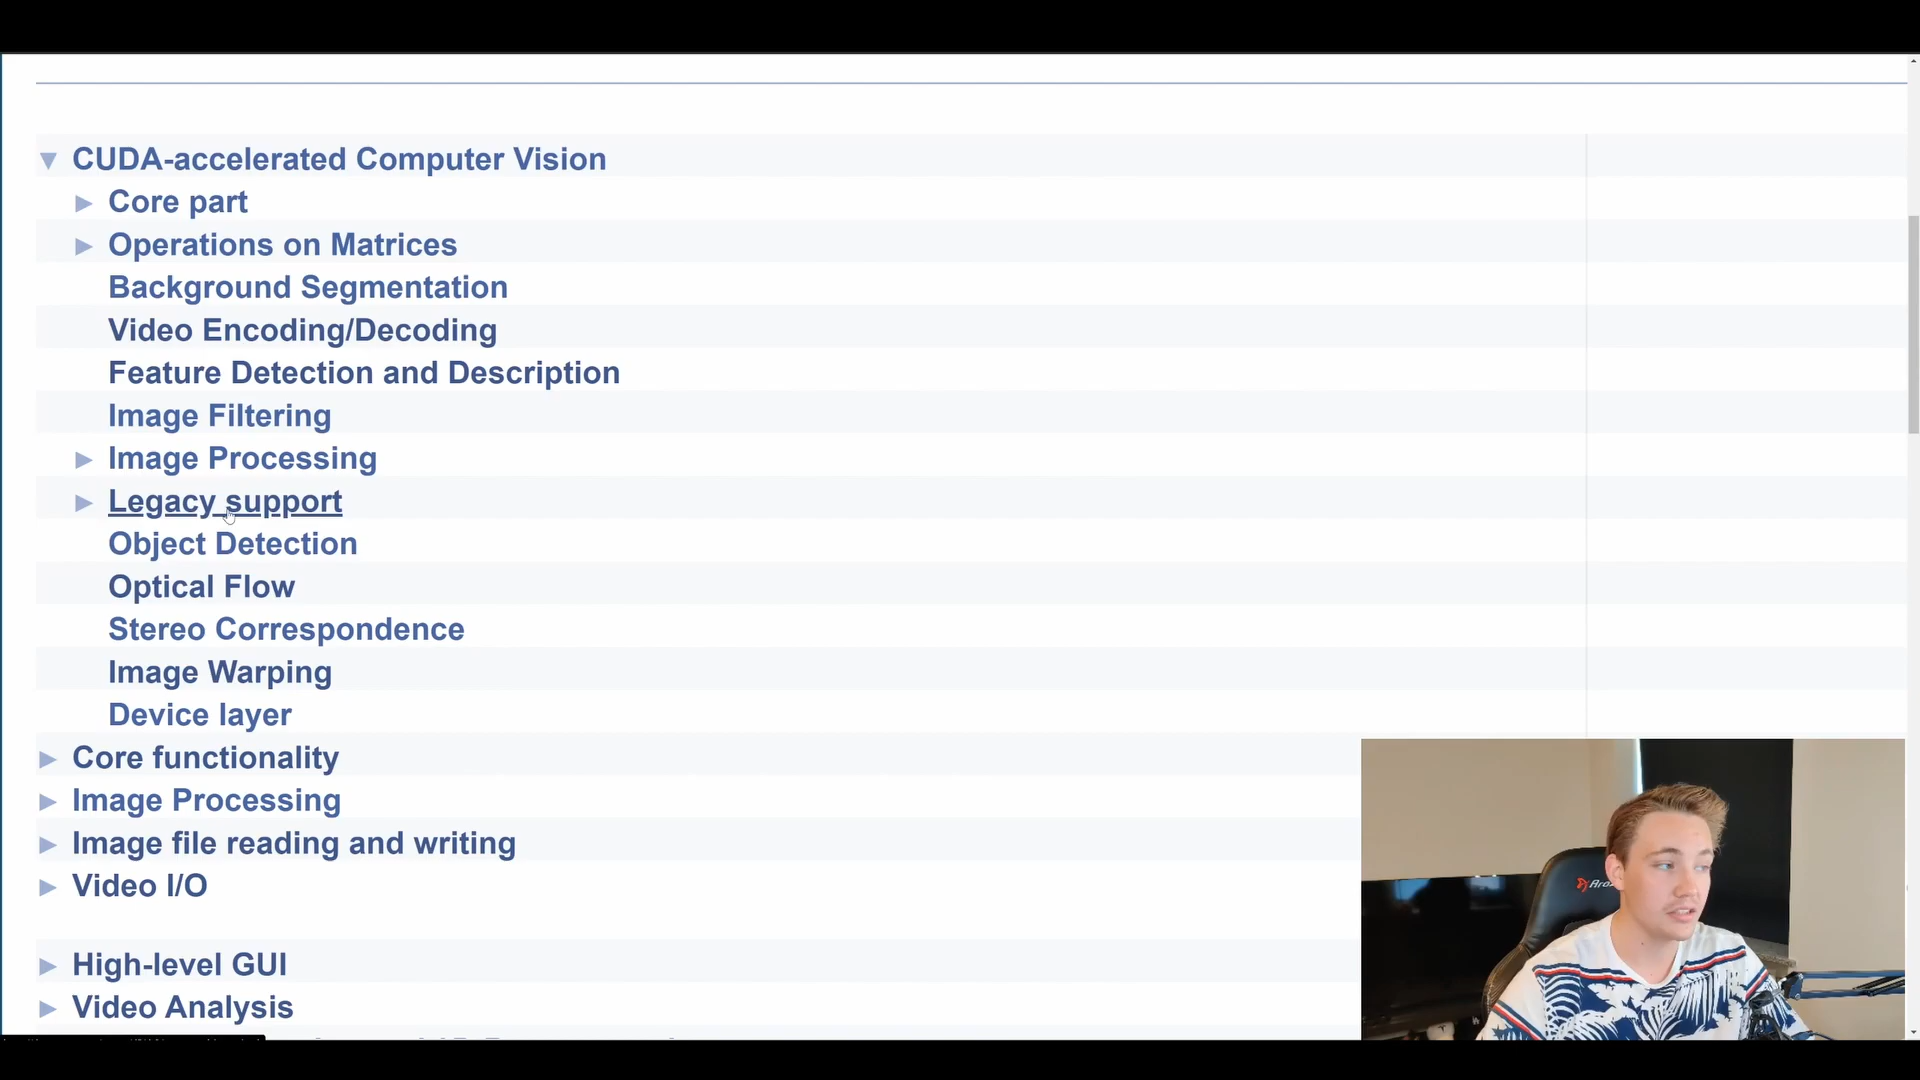 CUDA-accelerated Computer Vision
Core part
Operations on Matrices
Background Segmentation
Video Encoding/Decoding
Feature Detection and Description
Image Filtering
Image Processing
Legacy support
Object Detection
Optical Flow
Stereo Correspondence
Image Warping
Device layer
Core functionality
Image Processing
Image file reading and writing
Video I/O
High-level GUI
Video Analysis